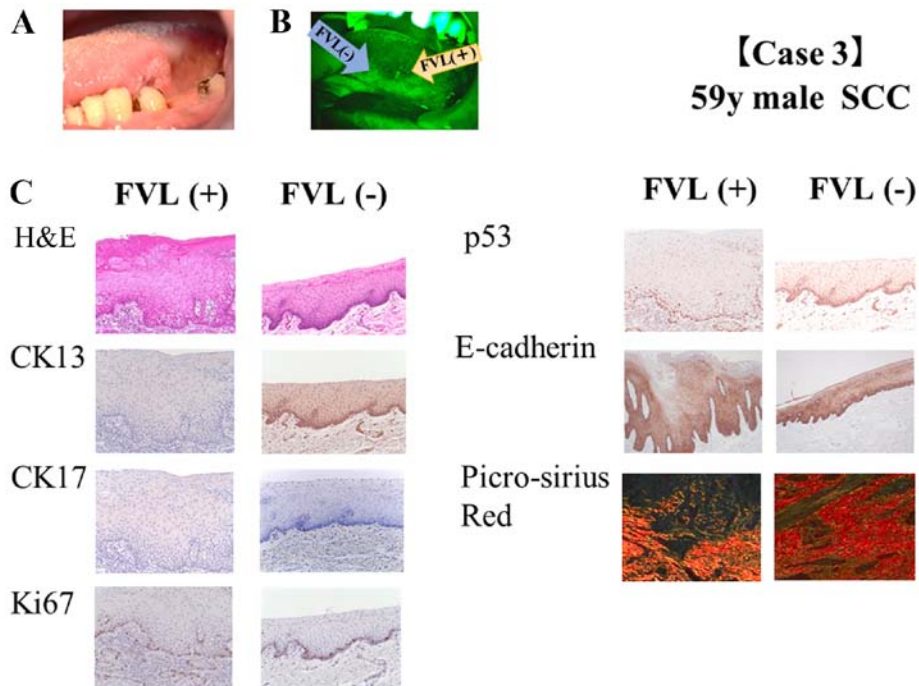 A
B
FVL(-)
FVL(+)
【Case 3】
59y male SCC
C
FVL (+)
FVL (-)
H&E
CK13
CK17
Ki67
FVL (+)
FVL (-)
p53
E-cadherin
Picro-sirius
Red